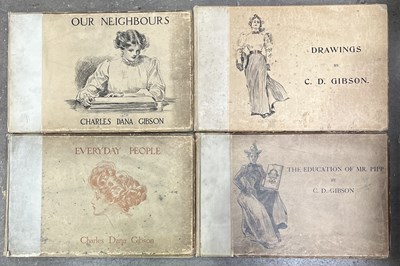 OUR NEIGHBOURS
CHARLES DANA GIBSON
DRAWINGS
BY
C. D. GIBSON.
EVERYDAY PEOPLE
Charles Dana Gibson
THE EDUCATION OF MR. PIPP
BY
C. D. GIBSON